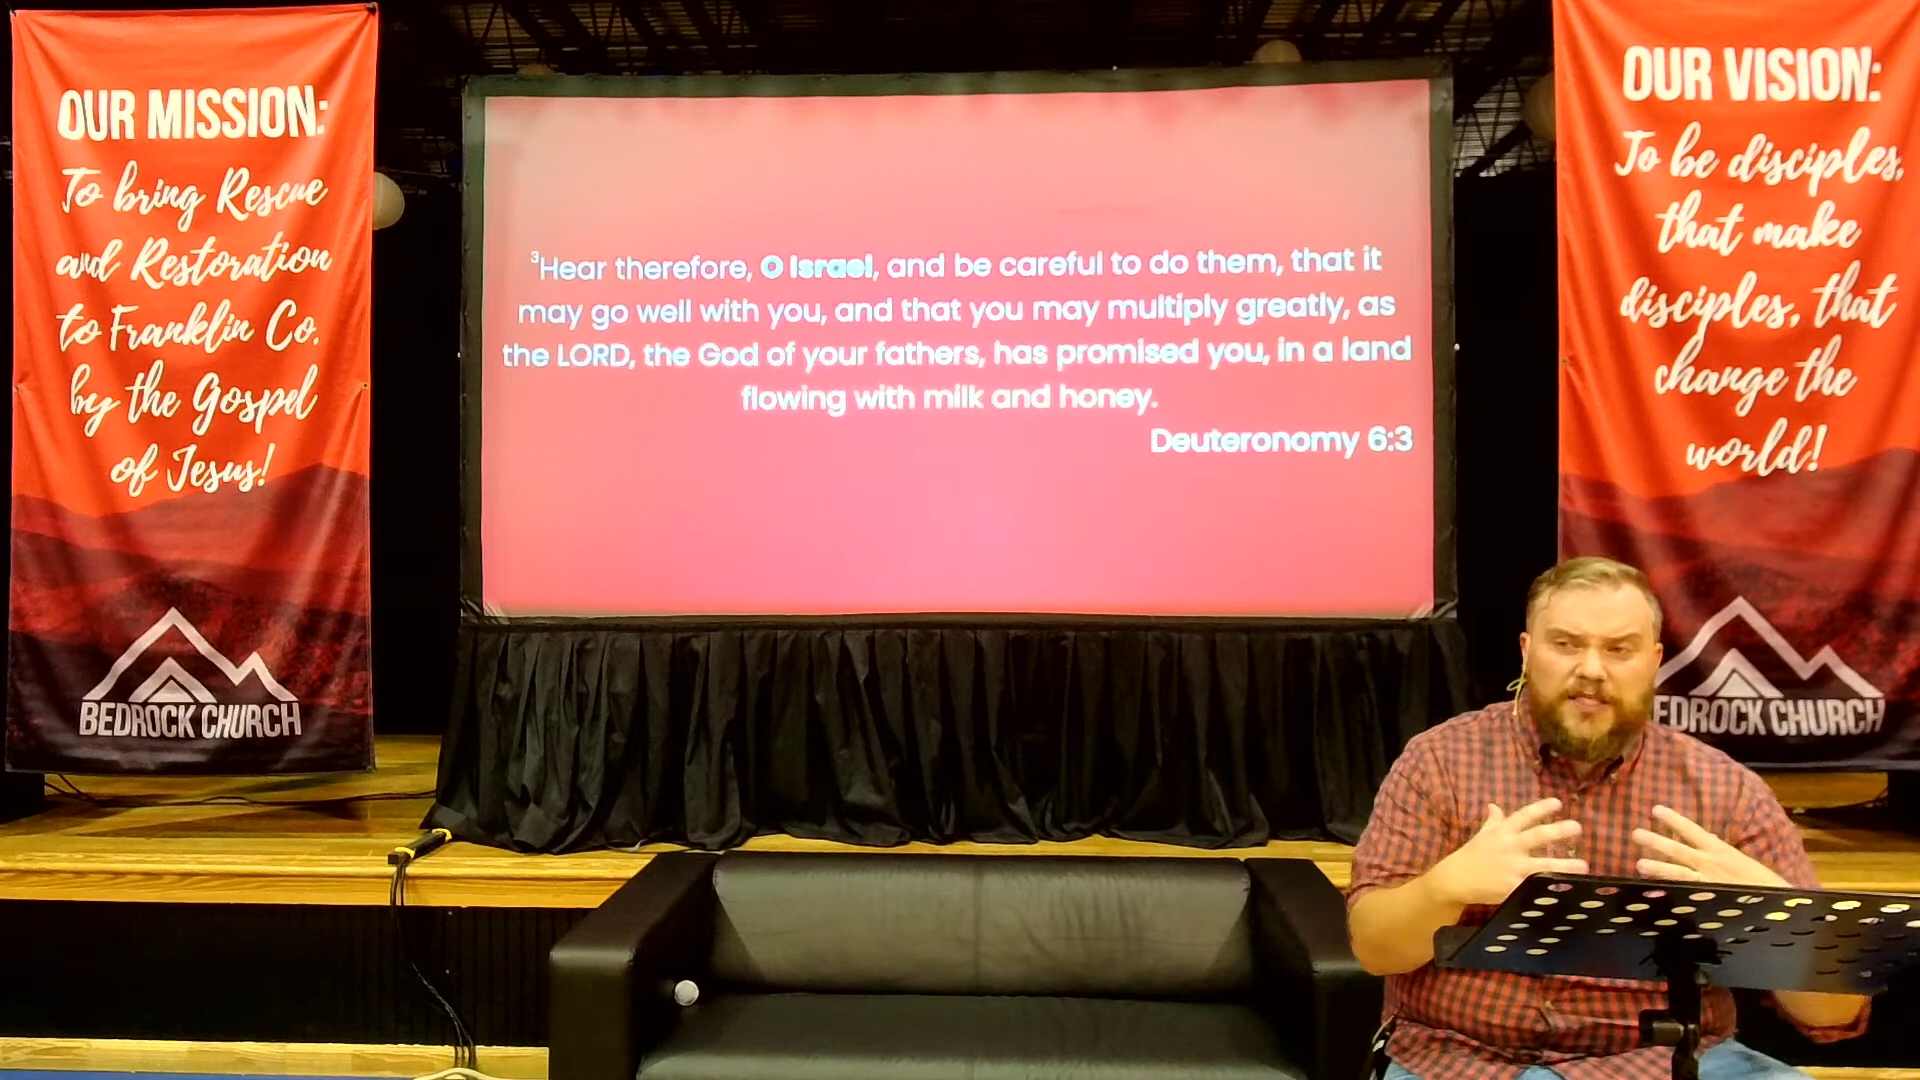 OUR MISSION:
To bring Rescue
and Restoration
to Franklin Co.
by the Gospel
of Jesus!
BEDROCK CHURCH
³Hear therefore, O Israel, and be careful to do them, that it
may go well with you, and that you may multiply greatly, as
the LORD, the God of your fathers, has promised you, in a land
flowing with milk and honey.
Deuteronomy 6:3
OUR VISION:
To be disciples,
that make
disciples, that
change the
world!
EDROCK CHURCH